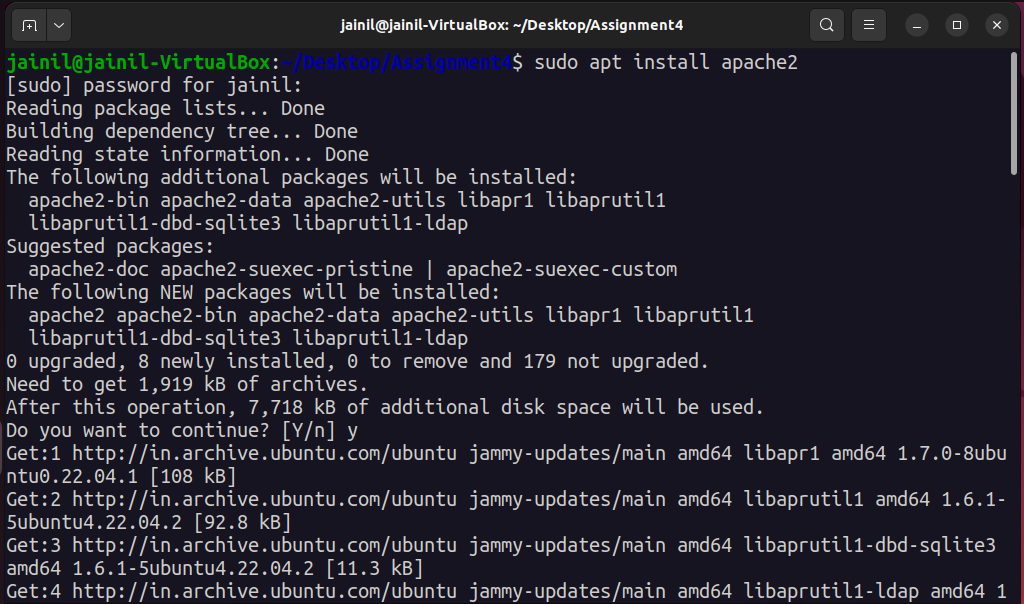 jainil@jainil-VirtualBox: ~/Desktop/Assignment4
jainil@jainil-VirtualBox:~/Desktop/Assignment4$ sudo apt install apache2
[sudo] password for jainil:
Reading package lists... Done
Building dependency tree... Done
Reading state information... Done
The following additional packages will be installed:
  apache2-bin apache2-data apache2-utils libapr1 libaprutil1
  libaprutil1-dbd-sqlite3 libaprutil1-ldap
Suggested packages:
  apache2-doc apache2-suexec-pristine | apache2-suexec-custom
The following NEW packages will be installed:
  apache2 apache2-bin apache2-data apache2-utils libapr1 libaprutil1
  libaprutil1-dbd-sqlite3 libaprutil1-ldap
0 upgraded, 8 newly installed, 0 to remove and 179 not upgraded.
Need to get 1,919 kB of archives.
After this operation, 7,718 kB of additional disk space will be used.
Do you want to continue? [Y/n] y
Get:1 http://in.archive.ubuntu.com/ubuntu jammy-updates/main amd64 libapr1 amd64 1.7.0-8ubu
ntu0.22.04.1 [108 kB]
Get:2 http://in.archive.ubuntu.com/ubuntu jammy-updates/main amd64 libaprutil1 amd64 1.6.1-
5ubuntu4.22.04.2 [92.8 kB]
Get:3 http://in.archive.ubuntu.com/ubuntu jammy-updates/main amd64 libaprutil1-dbd-sqlite3
amd64 1.6.1-5ubuntu4.22.04.2 [11.3 kB]
Get:4 http://in.archive.ubuntu.com/ubuntu jammy-updates/main amd64 libaprutil1-ldap amd64 1